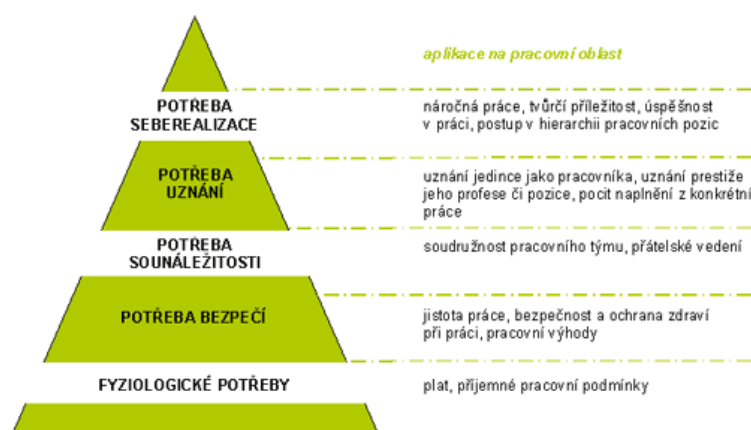 aplikace na pracovní oblast
POTŘEBA
SEBEREALIZACE
náročná práce, tvůrčí příležitost, úspěšnost
v práci, postup v hierarchii pracovních pozic
POTŘEBA
UZNÁNÍ
uznání jedince jako pracovníka, uznání prestiže
jeho profese či pozice, pocit naplnění z konkrétní
práce
POTŘEBA
SOUNÁLEŽITOSTI
soudružnost pracovního týmu, přátelské vedení
POTŘEBA BEZPEČÍ
jistota práce, bezpečnost a ochrana zdraví
při práci, pracovní výhody
FYZIOLOGICKÉ POTŘEBY
plat, příjemné pracovní podmínky